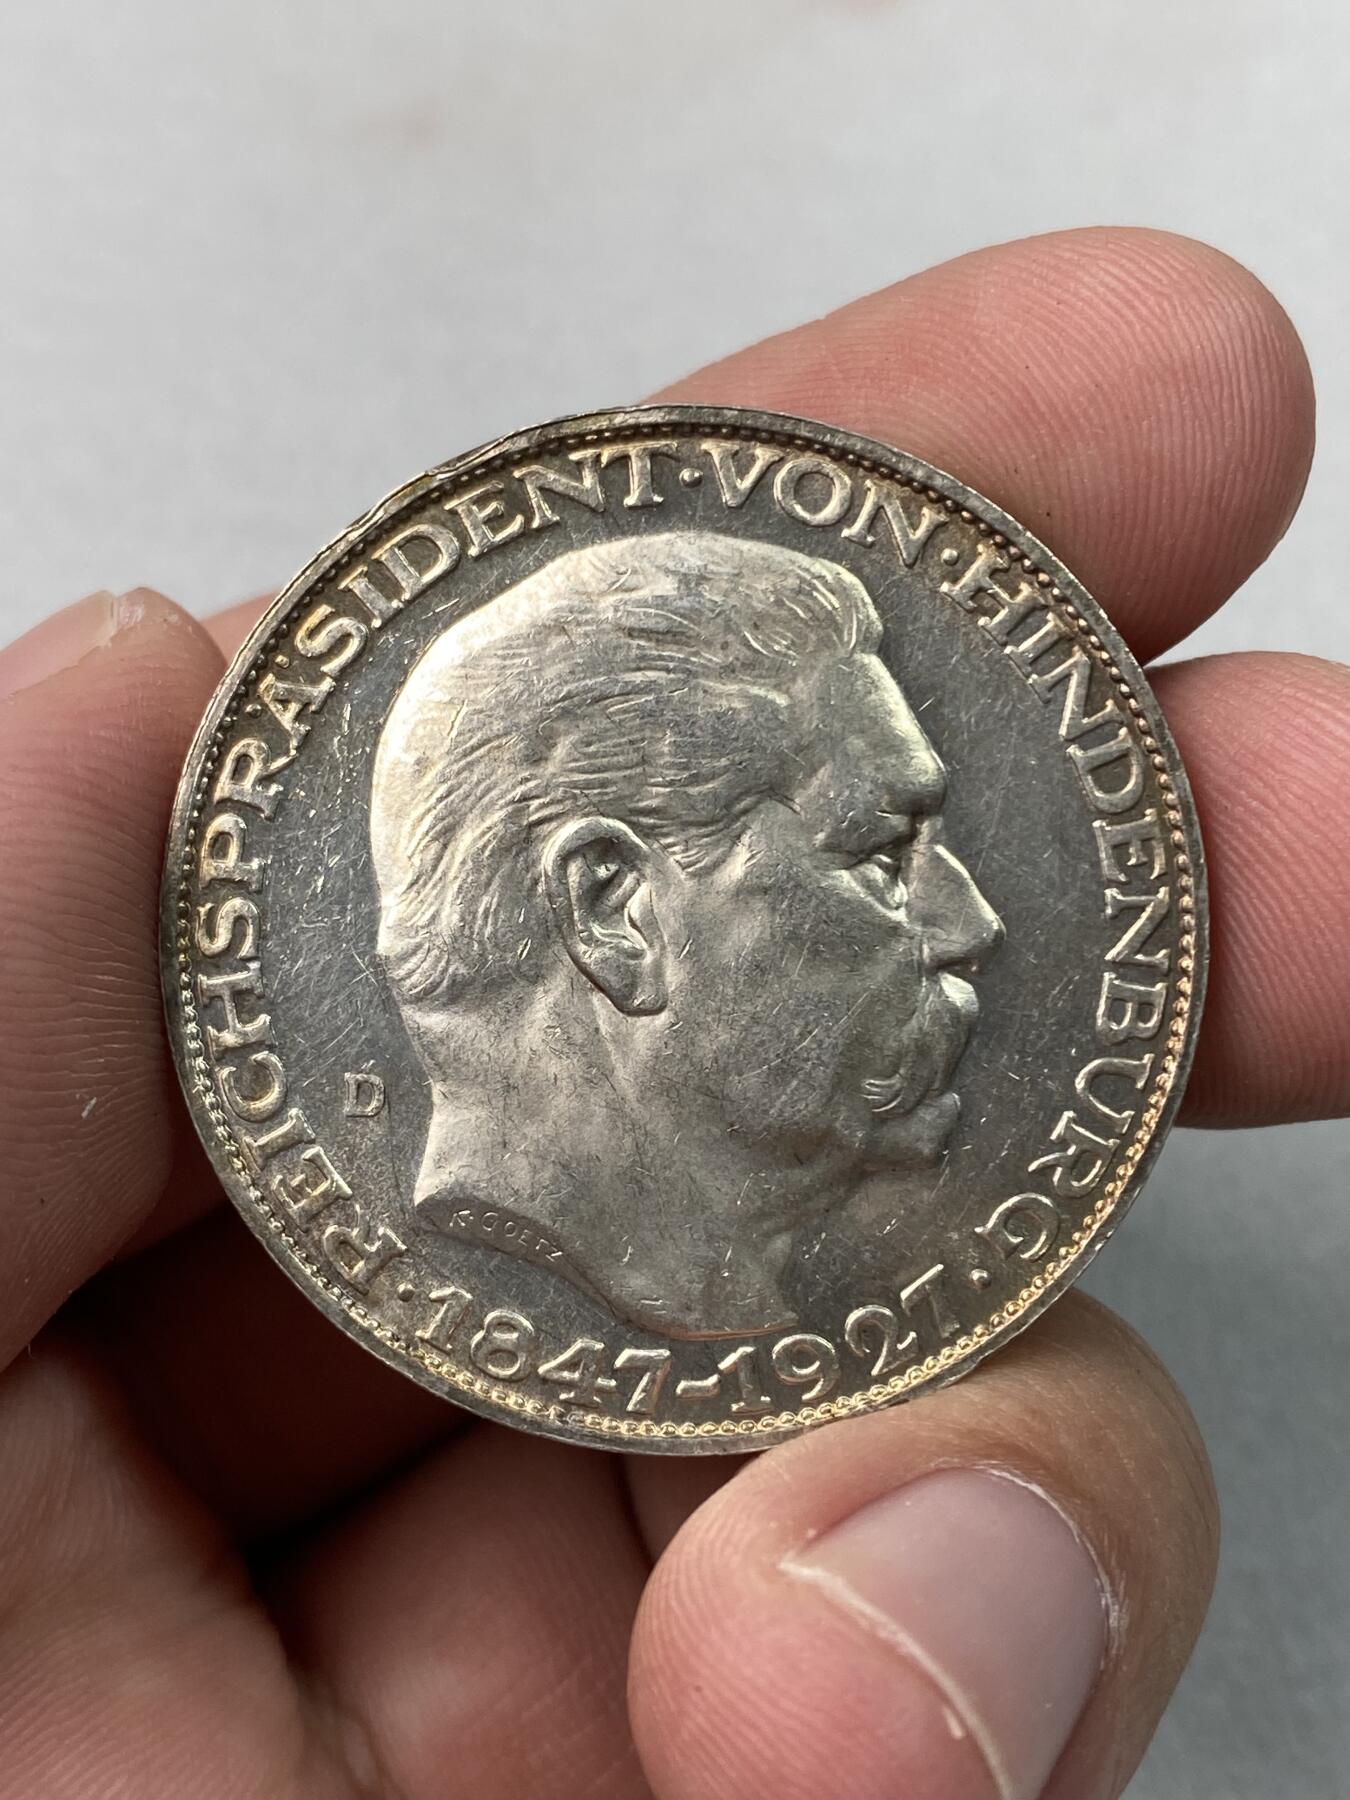 REICHSPRÄSIDENT·VON·HINDENBURG
·1847-1927·
D
K·GOETZ